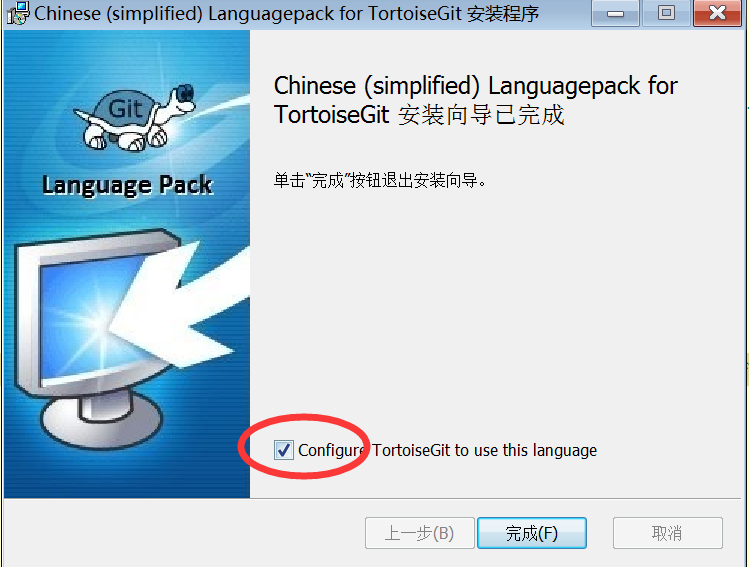 Chinese (simplified) Languagepack for TortoiseGit 安装程序
Git
Language Pack
Chinese (simplified) Languagepack for
TortoiseGit 安装向导已完成
单击“完成”按钮退出安装向导。
Configure TortoiseGit to use this language
上一步(B)
完成(F)
取消